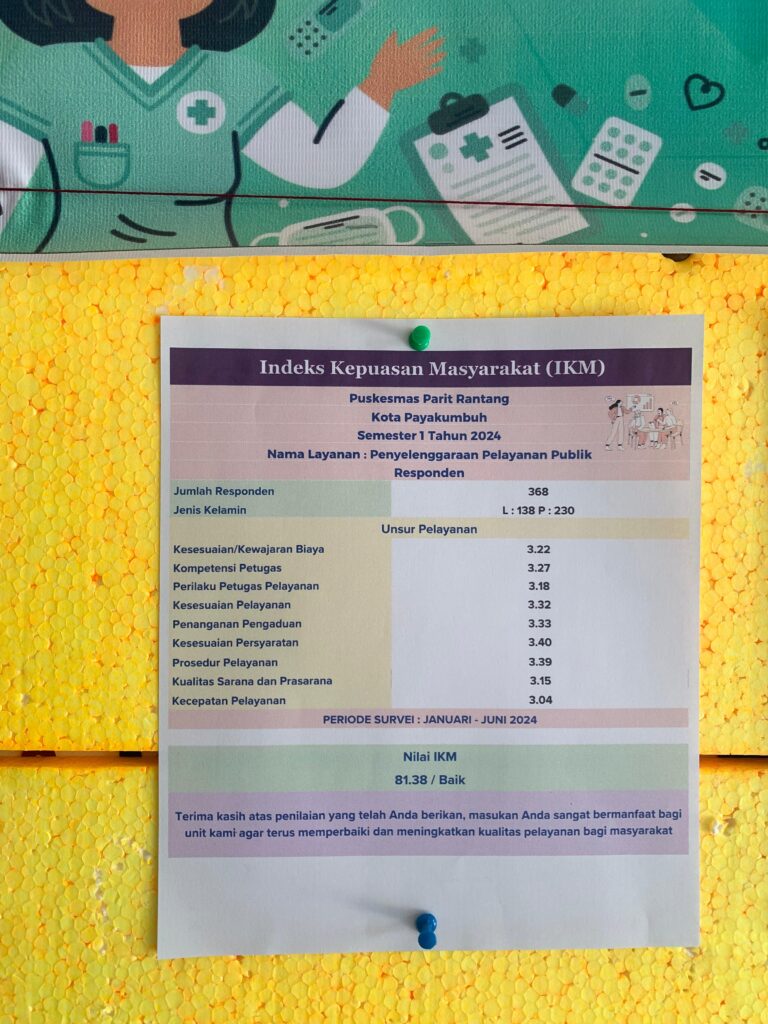 Indeks Kepuasan Masyarakat (IKM)
Puskesmas Parit Rantang
Kota Payakumbuh
Semester 1 Tahun 2024
Nama Layanan : Penyelenggaraan Pelayanan Publik
Responden
Jumlah Responden 368
Jenis Kelamin L : 138 P : 230
Unsur Pelayanan
Kesesuaian/Kewajaran Biaya 3.22
Kompetensi Petugas 3.27
Perilaku Petugas Pelayanan 3.18
Kesesuaian Pelayanan 3.32
Penanganan Pengaduan 3.33
Kesesuaian Persyaratan 3.40
Prosedur Pelayanan 3.39
Kualitas Sarana dan Prasarana 3.15
Kecepatan Pelayanan 3.04
PERIODE SURVEI : JANUARI - JUNI 2024
Nilai IKM
81.38 / Baik
Terima kasih atas penilaian yang telah Anda berikan, masukan Anda sangat bermanfaat bagi
unit kami agar terus memperbaiki dan meningkatkan kualitas pelayanan bagi masyarakat